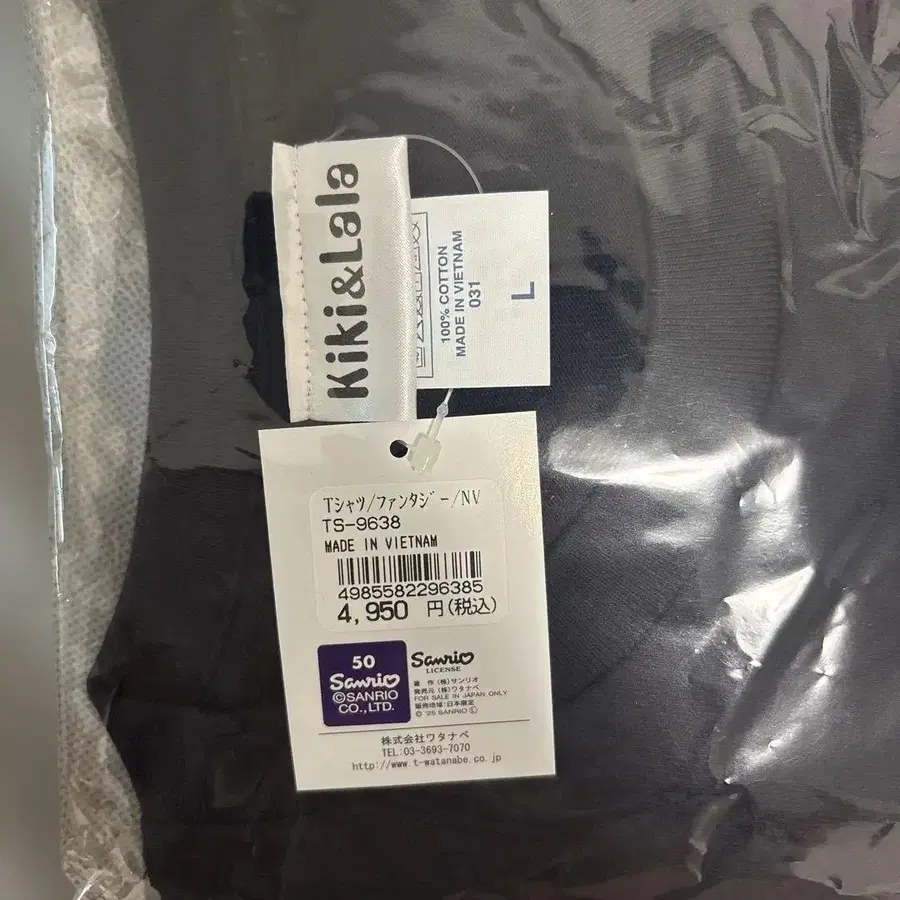 Kiki&Lala
100% COTTON
MADE IN VIETNAM
031
L
Tシャツ/ファンタジー/NV
TS-9638
MADE IN VIETNAM
4985582296385
4,950 円(税込)
50
Sanrio
©SANRIO
CO.,LTD.
Sanrio
LICENSE
著 作 (株)サンリオ
発売元 (株)ワタナベ
FOR SALE IN JAPAN ONLY
販売地域:日本限定
© '25 SANRIO Ⓛ
株式会社ワタナベ
TEL:03-3693-7070
http://www.t-watanabe.co.jp